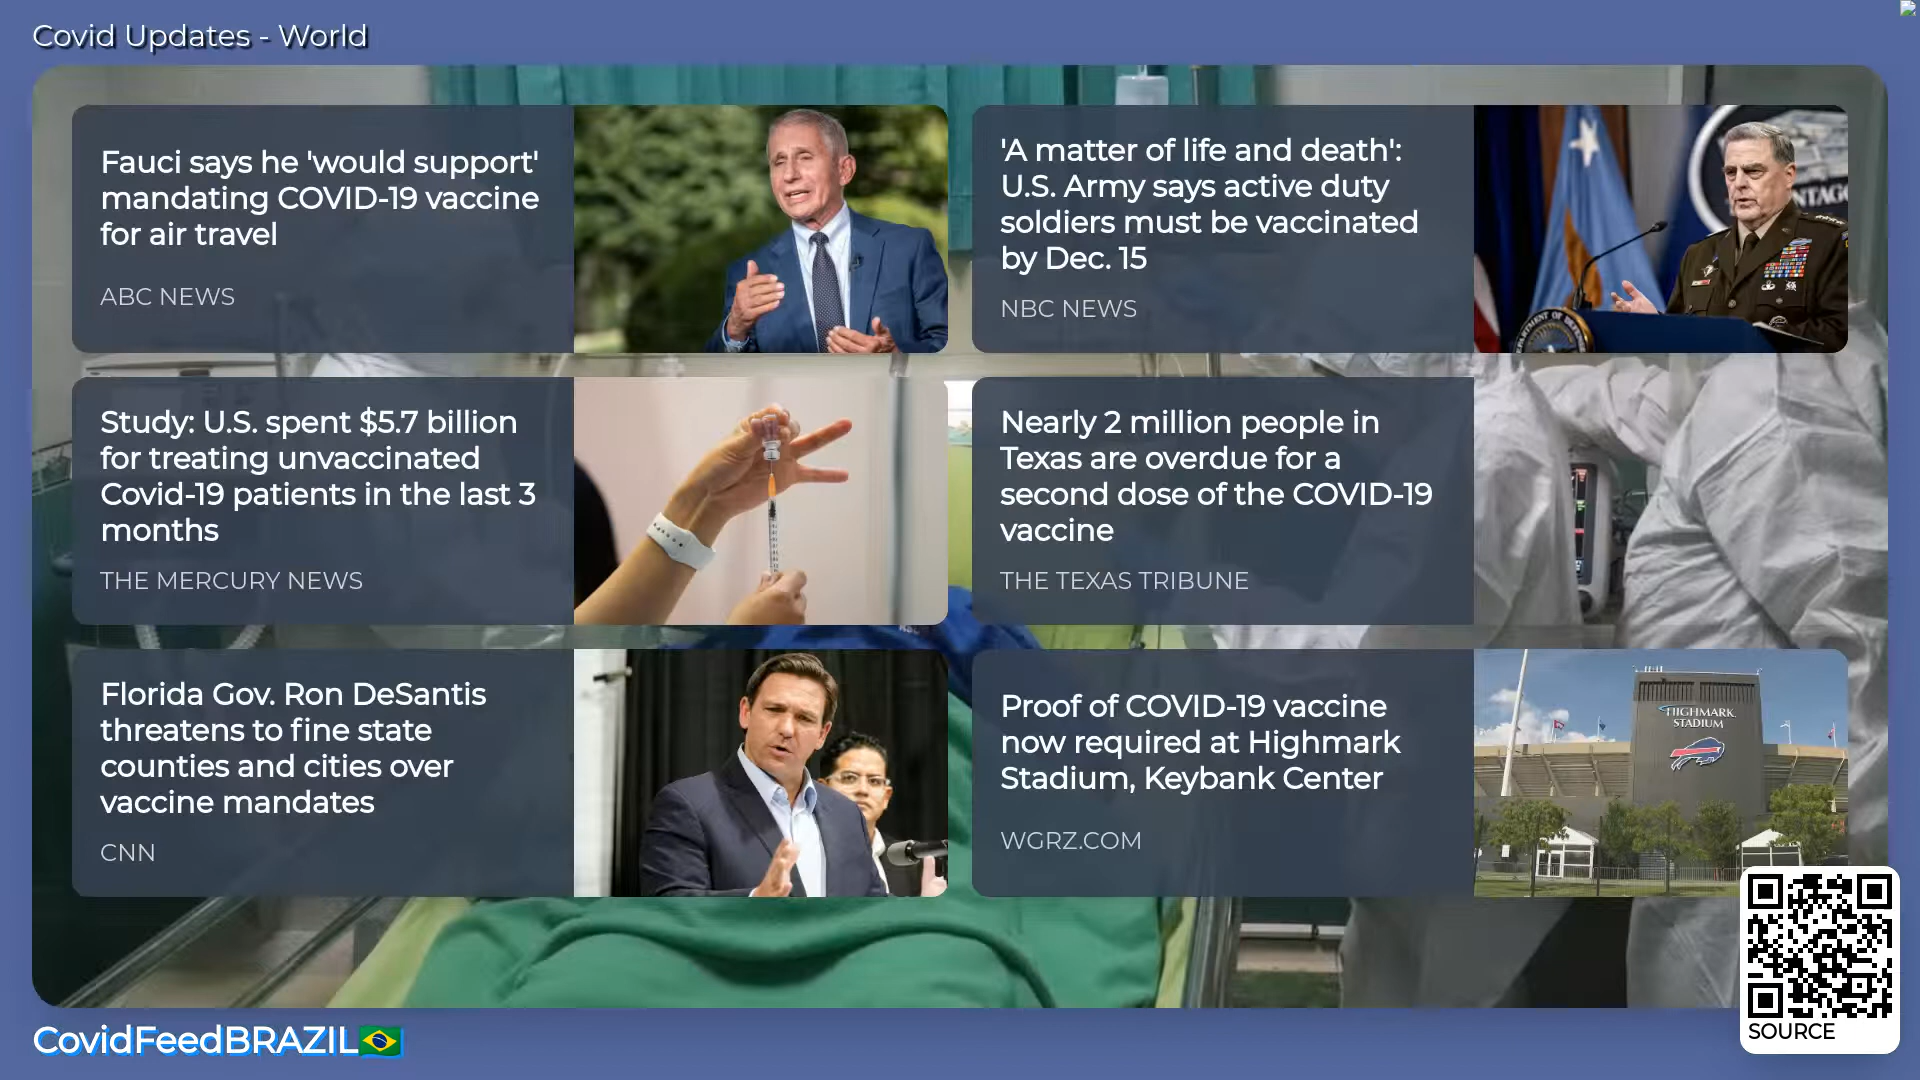 Covid Updates - World
Fauci says he 'would support'
mandating COVID-19 vaccine
for air travel
ABC NEWS
'A matter of life and death':
U.S. Army says active duty
soldiers must be vaccinated
by Dec. 15
NBC NEWS
Study: U.S. spent $5.7 billion
for treating unvaccinated
Covid-19 patients in the last 3
months
THE MERCURY NEWS
Nearly 2 million people in
Texas are overdue for a
second dose of the COVID-19
vaccine
THE TEXAS TRIBUNE
Florida Gov. Ron DeSantis
threatens to fine state
counties and cities over
vaccine mandates
CNN
Proof of COVID-19 vaccine
now required at Highmark
Stadium, Keybank Center
WGRZ.COM
HIGHMARK
STADIUM
SOURCE
CovidFeedBRAZIL